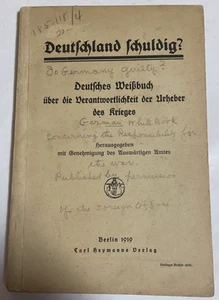 Deutschland schuldig?
Is Germany guilty?
Deutsches Weißbuch
über die Verantwortlichkeit der Urheber
des Krieges
German White Book
concerning the Responsibility for
Herausgegeben
mit Genehmigung des Auswärtigen Amtes
the war.
Published by permission
of the Foreign Office
Berlin 1919
Carl Heymanns Verlag